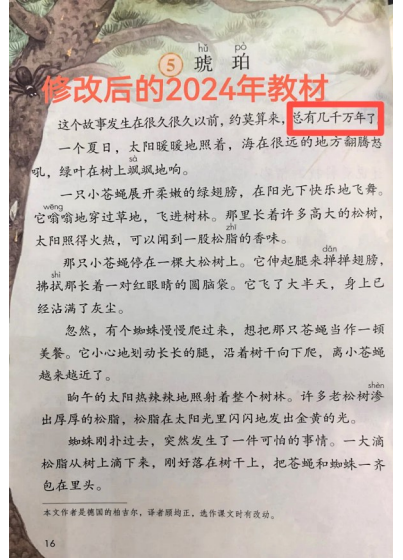 hǔ pò
5 琥珀
修改后的2024年教材
这个故事发生在很久很久以前，约莫算来，总有几千万年了
一个夏日，太阳暖暖地照着，海在很远的地方翻腾怒
sà
吼，绿叶在树上飒飒地响。
一只小苍蝇展开柔嫩的绿翅膀，在阳光下快乐地飞舞。
wēng
它嗡嗡地穿过草地，飞进树林。那里长着许多高大的松树，
zhī
太阳照得火热，可以闻到一股松脂的香味。
dǎn
那只小苍蝇停在一棵大松树上。它伸起腿来掸掸翅膀，
shì
拂拭那长着一对红眼睛的圆脑袋。它飞了大半天，身上已
经沾满了灰尘。
忽然，有个蜘蛛慢慢爬过来，想把那只苍蝇当作一顿
美餐。它小心地划动长长的腿，沿着树干向下爬，离小苍蝇
越来越近了。
shèn
晌午的太阳热辣辣地照射着整个树林。许多老松树渗
出厚厚的松脂，松脂在太阳光里闪闪地发出金黄的光。
蜘蛛刚扑过去，突然发生了一件可怕的事情。一大滴
松脂从树上滴下来，刚好落在树干上，把苍蝇和蜘蛛一齐
包在里头。
本文作者是德国的柏吉尔，译者顾均正，选作课文时有改动。
16